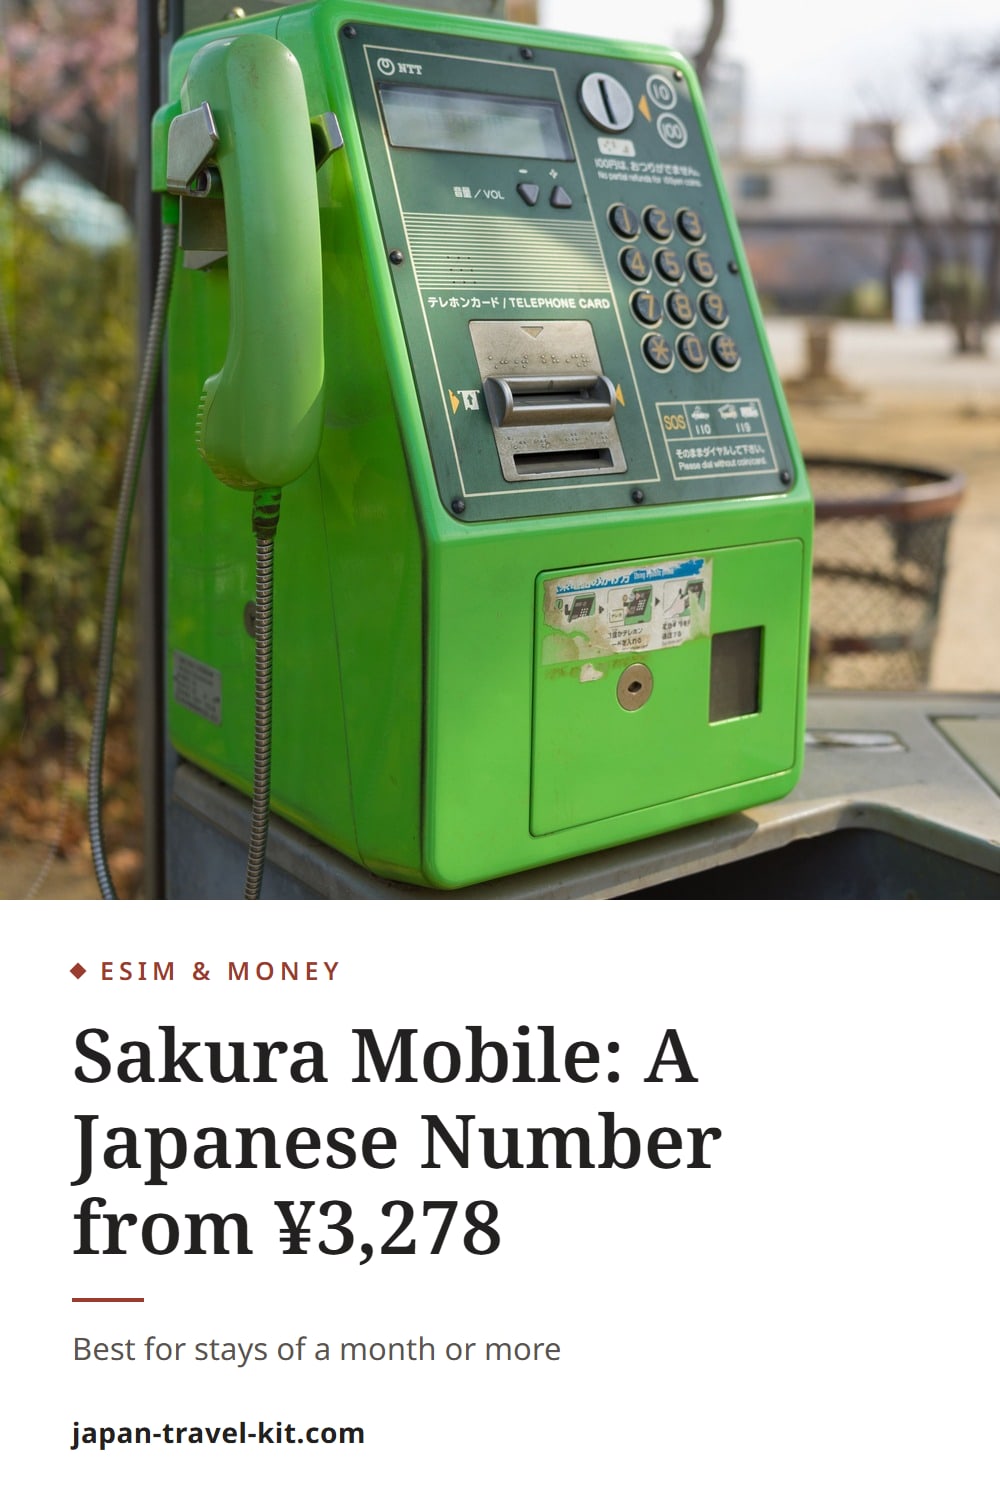 NTT
10
100
100円は、おつりがでません。
No partial refunds for 100yen coins.
音量 / VOL
- +
テレホンカード / TELEPHONE CARD
1 2 3
4 5 6
7 8 9
* 0 #
SOS 110 119
そのままダイヤルして下さい。
Please dial without coin/card.
ESIM & MONEY
Sakura Mobile: A
Japanese Number
from ¥3,278
Best for stays of a month or more
japan-travel-kit.com